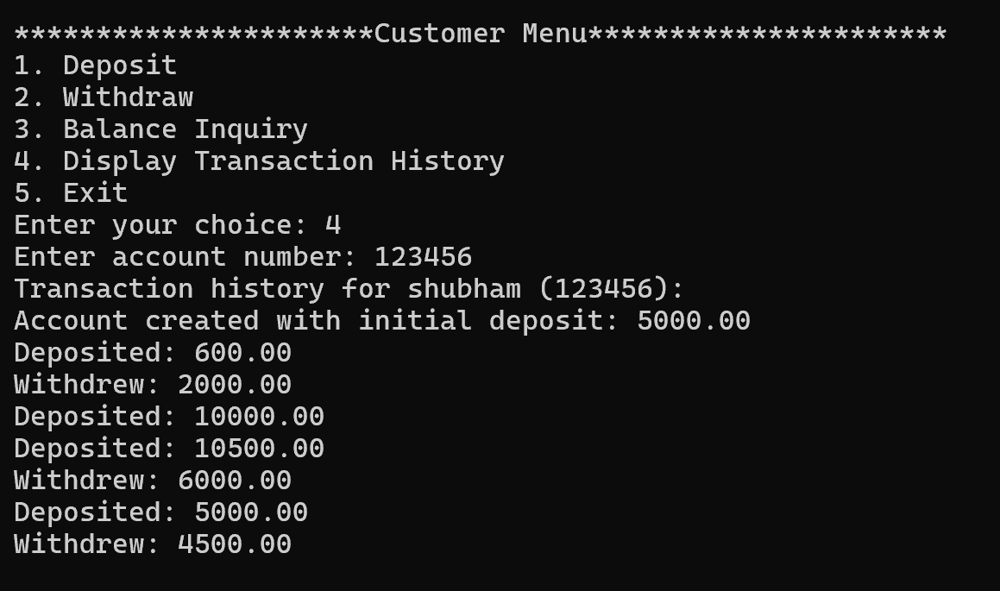 **********************Customer Menu**********************
1. Deposit
2. Withdraw
3. Balance Inquiry
4. Display Transaction History
5. Exit
Enter your choice: 4
Enter account number: 123456
Transaction history for shubham (123456):
Account created with initial deposit: 5000.00
Deposited: 600.00
Withdrew: 2000.00
Deposited: 10000.00
Deposited: 10500.00
Withdrew: 6000.00
Deposited: 5000.00
Withdrew: 4500.00